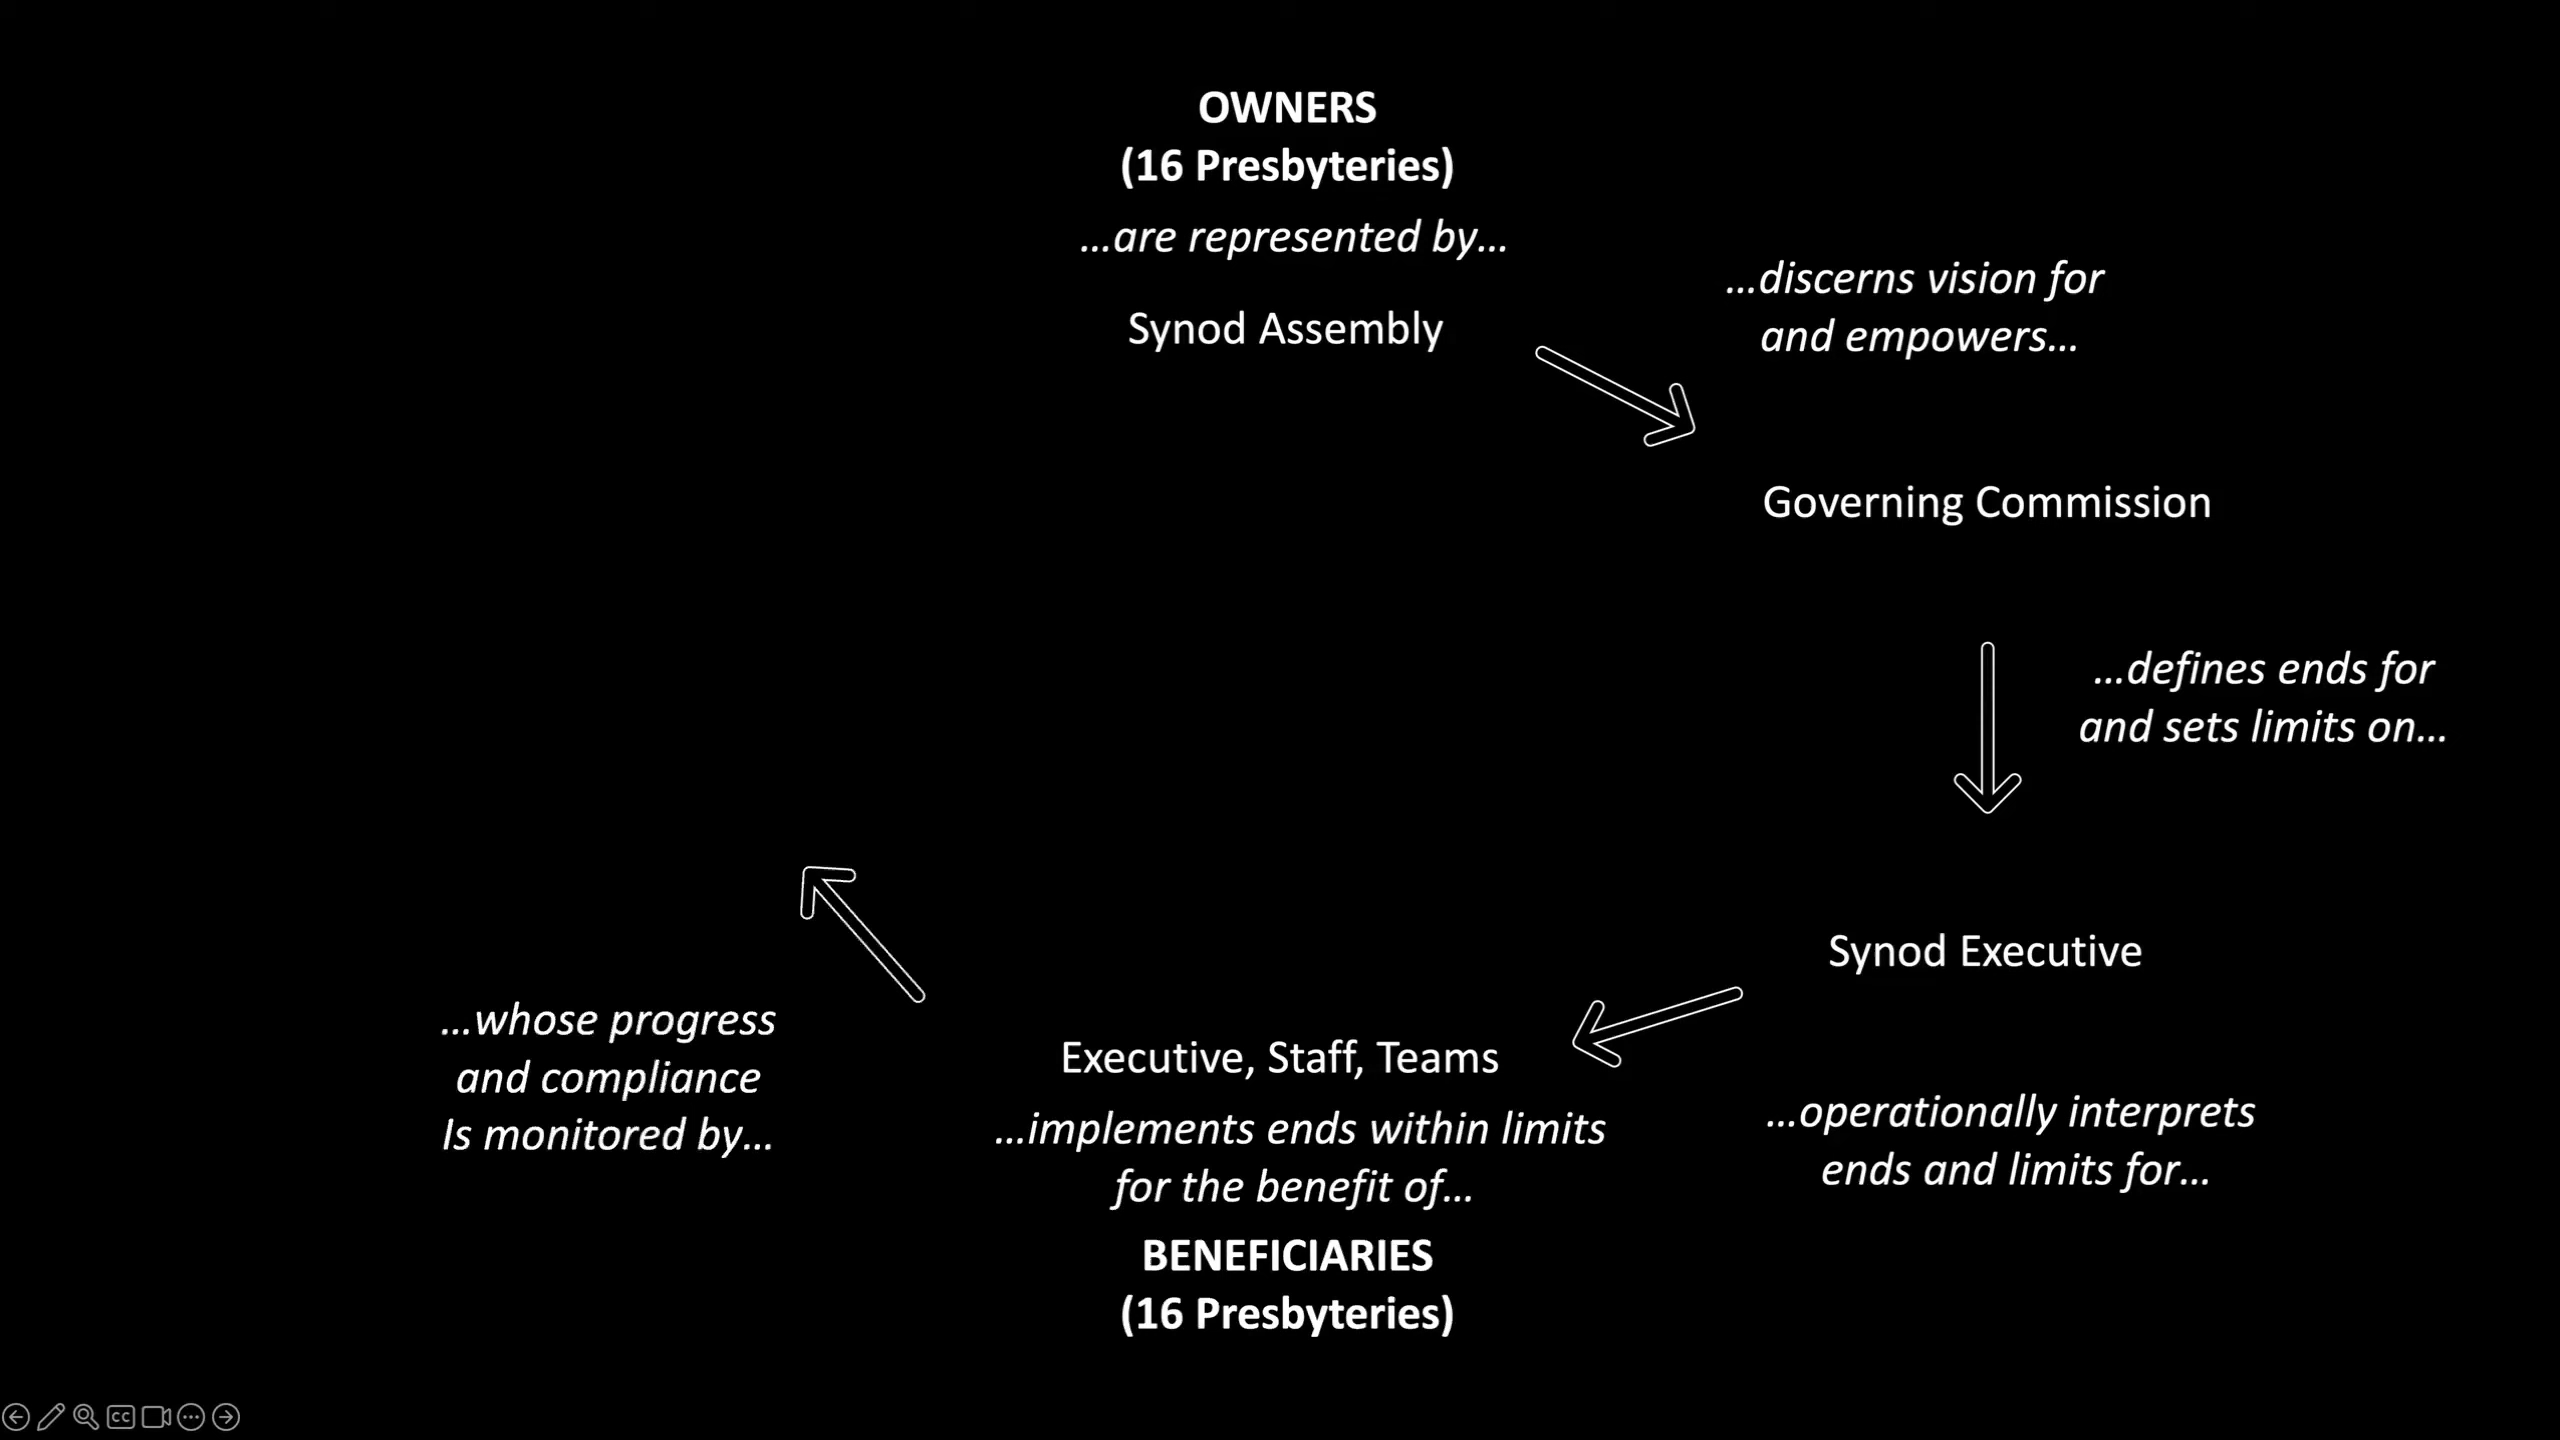 OWNERS
(16 Presbyteries)
...are represented by...
Synod Assembly
...discerns vision for
and empowers...
Governing Commission
...defines ends for
and sets limits on...
Synod Executive
...operationally interprets
ends and limits for...
Executive, Staff, Teams
...implements ends within limits
for the benefit of...
BENEFICIARIES
(16 Presbyteries)
...whose progress
and compliance
Is monitored by...
CC